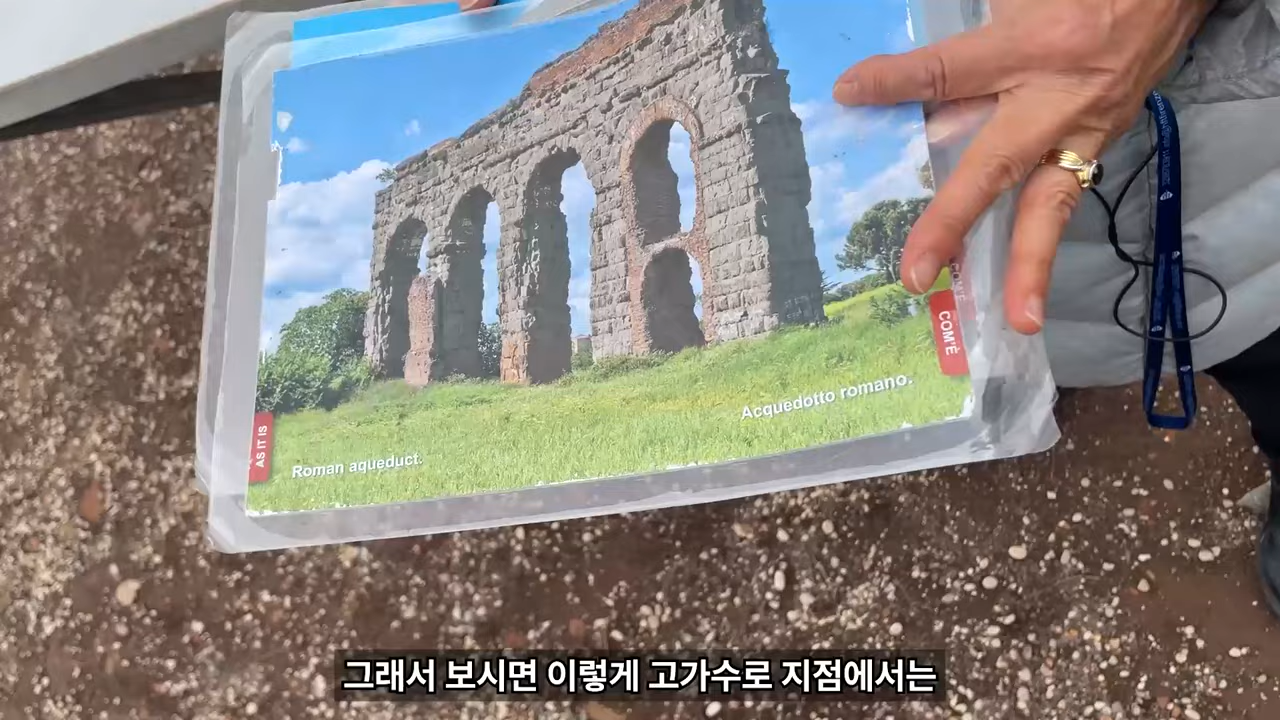 COM'È
Acquedotto romano.
AS IT IS
Roman aqueduct.
그래서 보시면 이렇게 고가수로 지점에서는